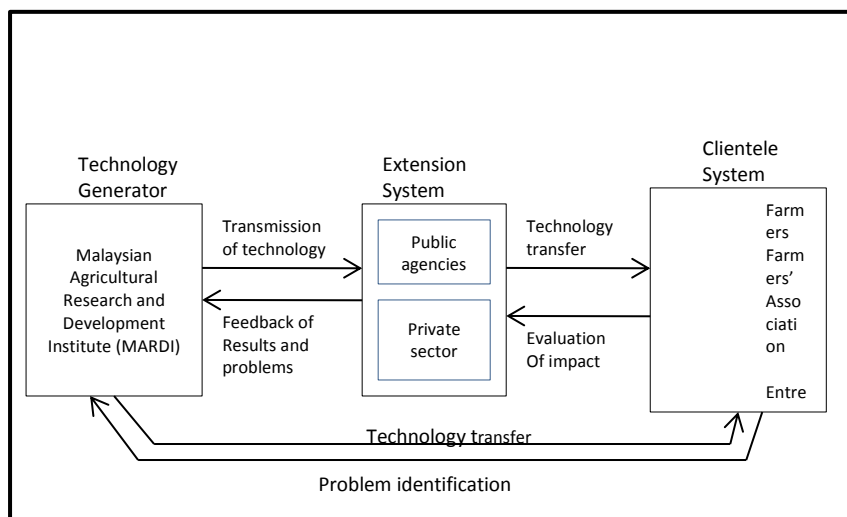 Technology
Generator
Malaysian
Agricultural
Research and
Development
Institute (MARDI)
Transmission
of technology
Feedback of
Results and
problems
Extension
System
Public
agencies
Private
sector
Technology
transfer
Evaluation
Of impact
Clientele
System
Farm
ers
Farm
ers’
Asso
ciati
on
Entre
Technology transfer
Problem identification